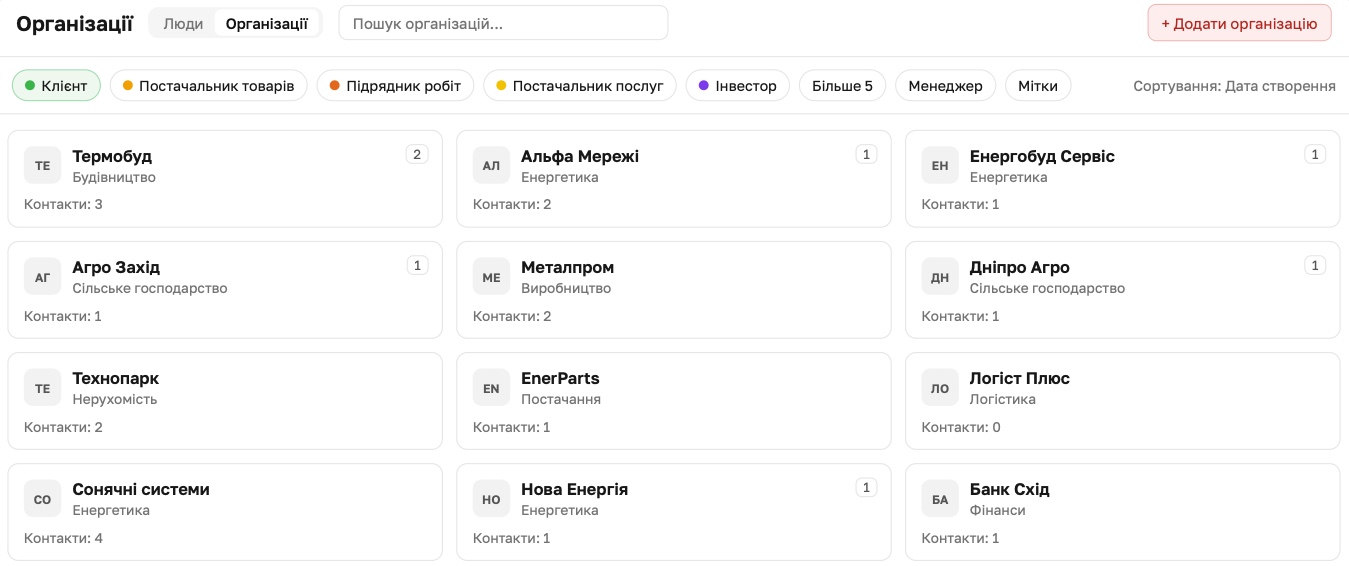 Організації Люди Організації Пошук організацій... + Додати організацію
Клієнт Постачальник товарів Підрядник робіт Постачальник послуг Інвестор Більше 5 Менеджер Мітки Сортування: Дата створення
ТЕ Термобуд 2
Будівництво
Контакти: 3
АЛ Альфа Мережі 1
Енергетика
Контакти: 2
ЕН Енергобуд Сервіс 1
Енергетика
Контакти: 1
АГ Агро Захід 1
Сільське господарство
Контакти: 1
МЕ Металпром
Виробництво
Контакти: 2
ДН Дніпро Агро 1
Сільське господарство
Контакти: 1
ТЕ Технопарк
Нерухомість
Контакти: 2
EN EnerParts
Постачання
Контакти: 1
ЛО Логіст Плюс
Логістика
Контакти: 0
СО Сонячні системи
Енергетика
Контакти: 4
НО Нова Енергія 1
Енергетика
Контакти: 1
БА Банк Схід
Фінанси
Контакти: 1